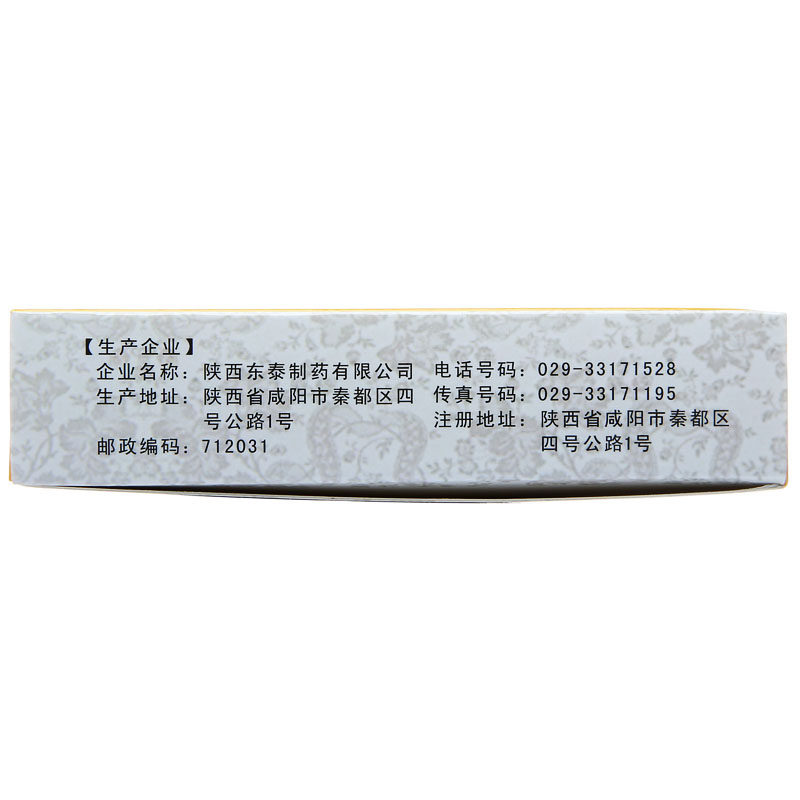 【生产企业】
企业名称：陕西东泰制药有限公司
生产地址：陕西省咸阳市秦都区四
号公路1号
邮政编码：712031
电话号码：029-33171528
传真号码：029-33171195
注册地址：陕西省咸阳市秦都区
四号公路1号